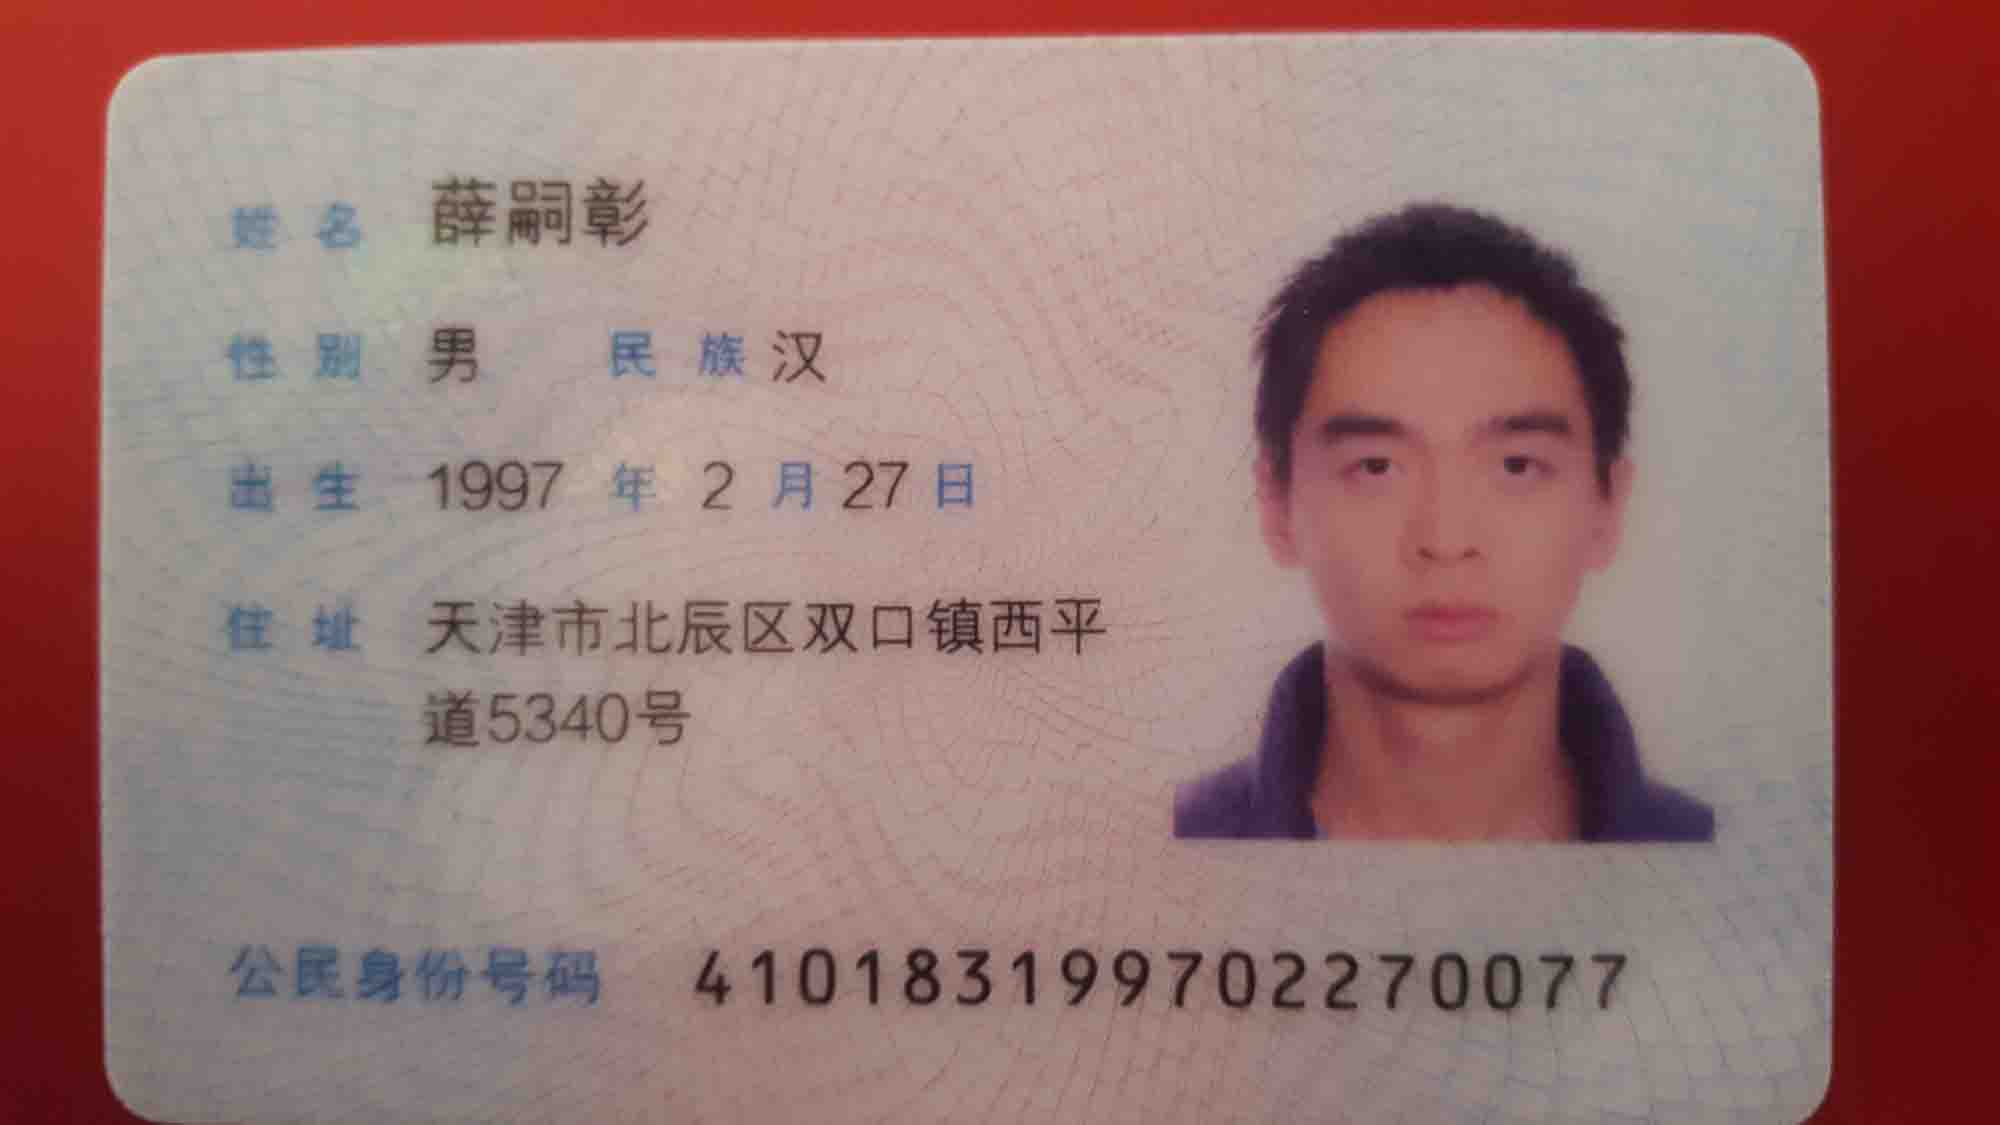 姓名 薛嗣彰
性别 男 民族 汉
出生 1997 年 2 月 27 日
住址 天津市北辰区双口镇西平
道5340号
公民身份号码 410183199702270077